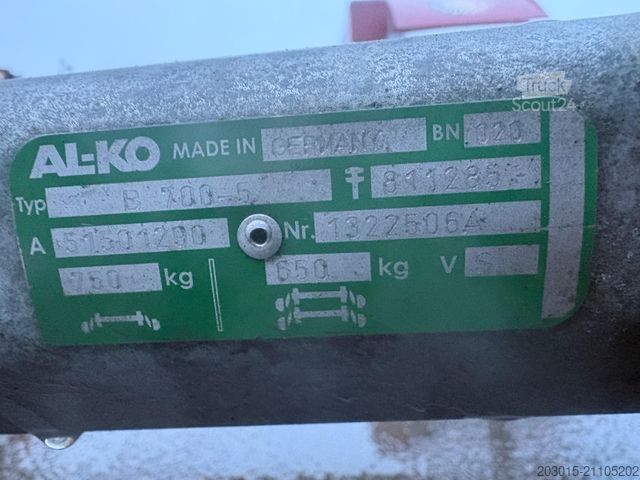 Truck
Scout24
AL-KO MADE IN GERMANY BN 020
Typ B 700-5 811285
A 51501290 Nr. 1322506A
750 kg 650 kg V S
203015-21105202